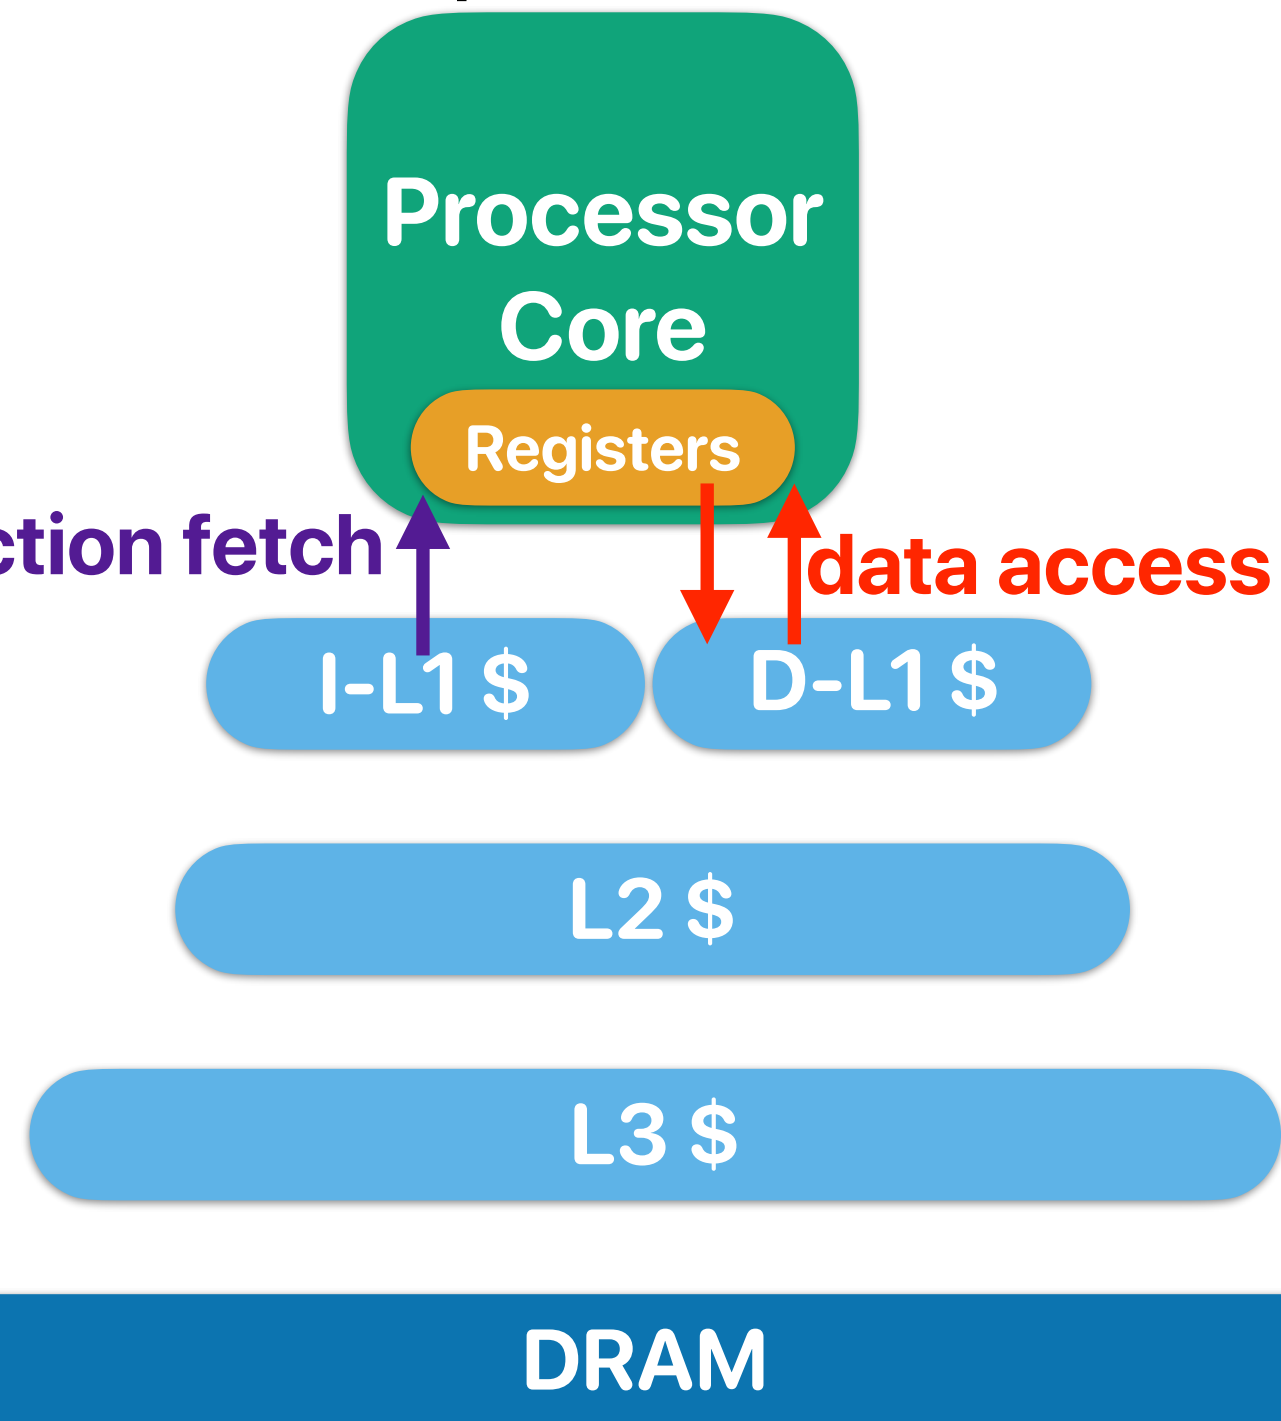 Processor
Core
Registers
ction fetch
data access
I-L1 $
D-L1 $
L2 $
L3 $
DRAM